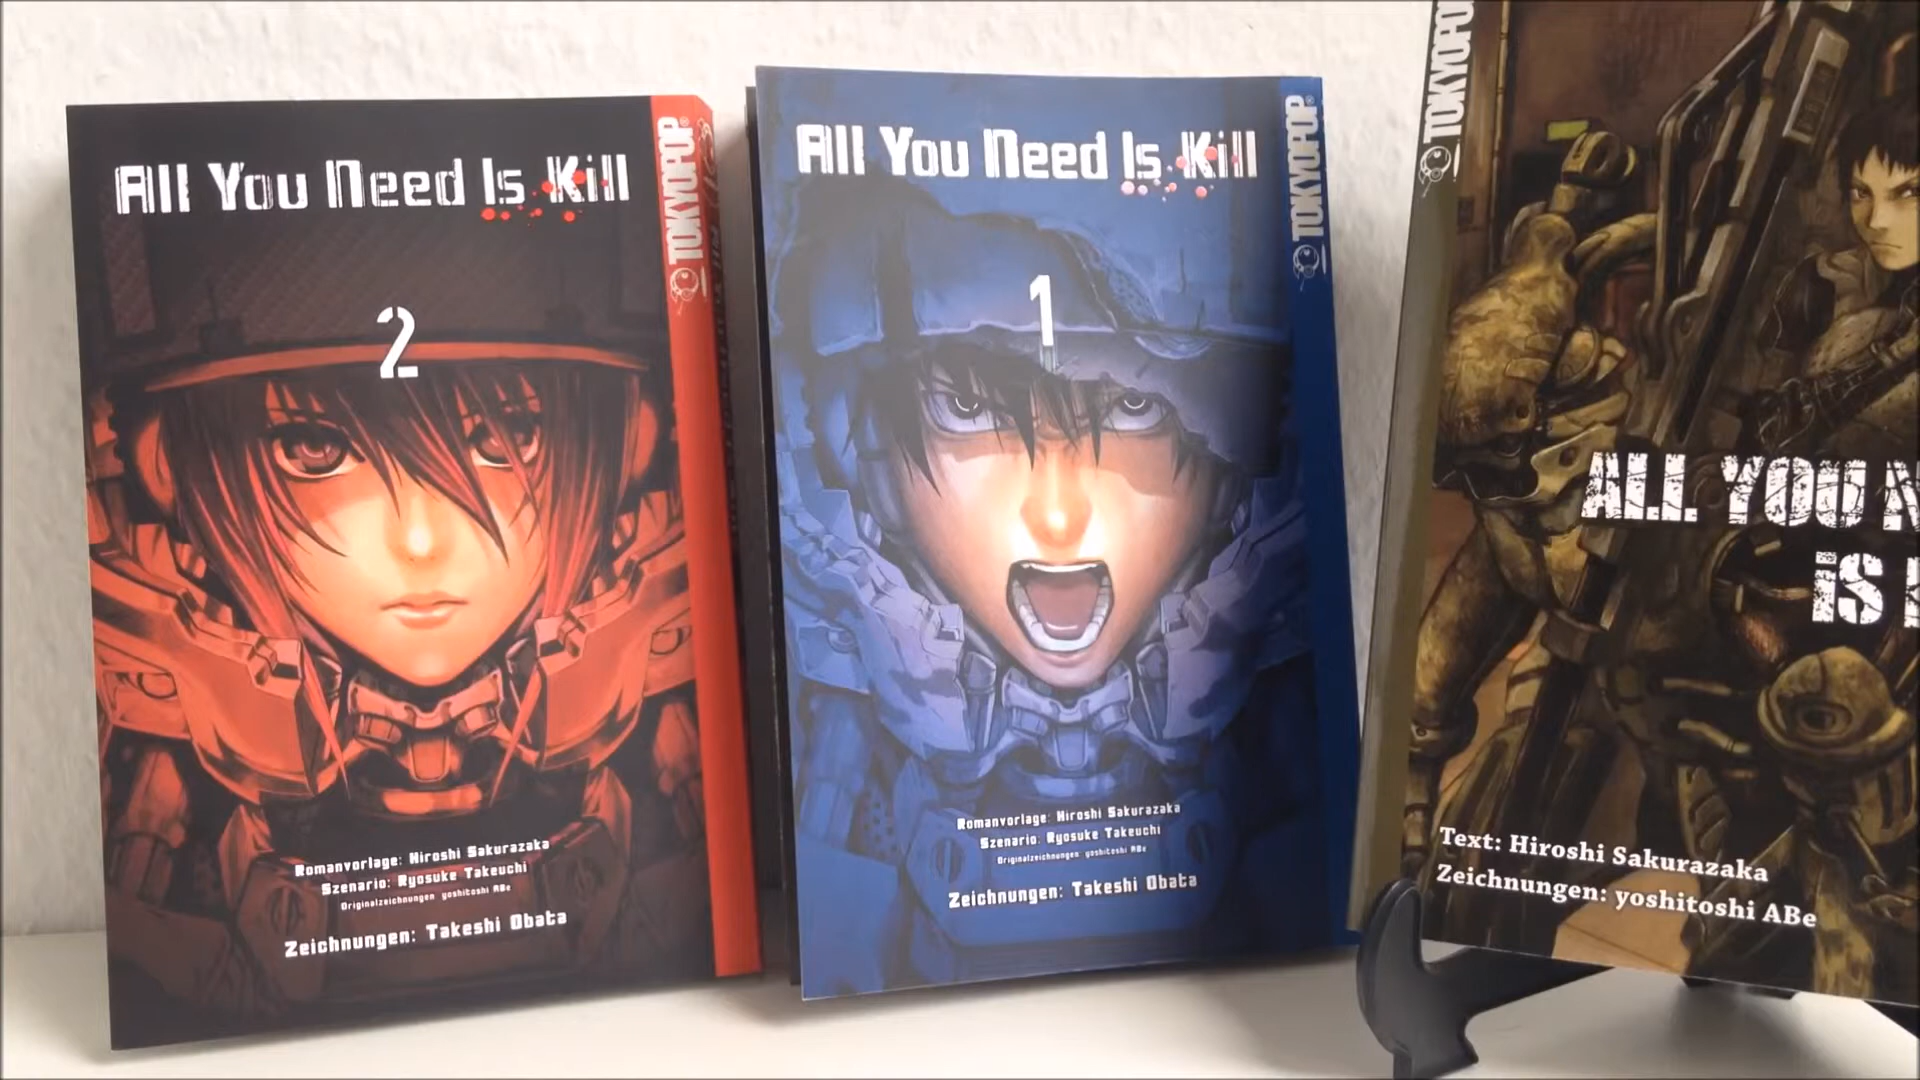 All You Need Is Kill
2
TOKYOPOP®
Romanvorlage: Hiroshi Sakurazaka
Szenario: Ryosuke Takeuchi
Originalzeichnungen yoshitoshi ABe
Zeichnungen: Takeshi Obata
All You Need Is Kill
1
TOKYOPOP®
Romanvorlage: Hiroshi Sakurazaka
Szenario: Ryosuke Takeuchi
Originalzeichnungen yoshitoshi ABe
Zeichnungen: Takeshi Obata
TOKYOPOP
ALL YOU N
iS
Text: Hiroshi Sakurazaka
Zeichnungen: yoshitoshi ABe